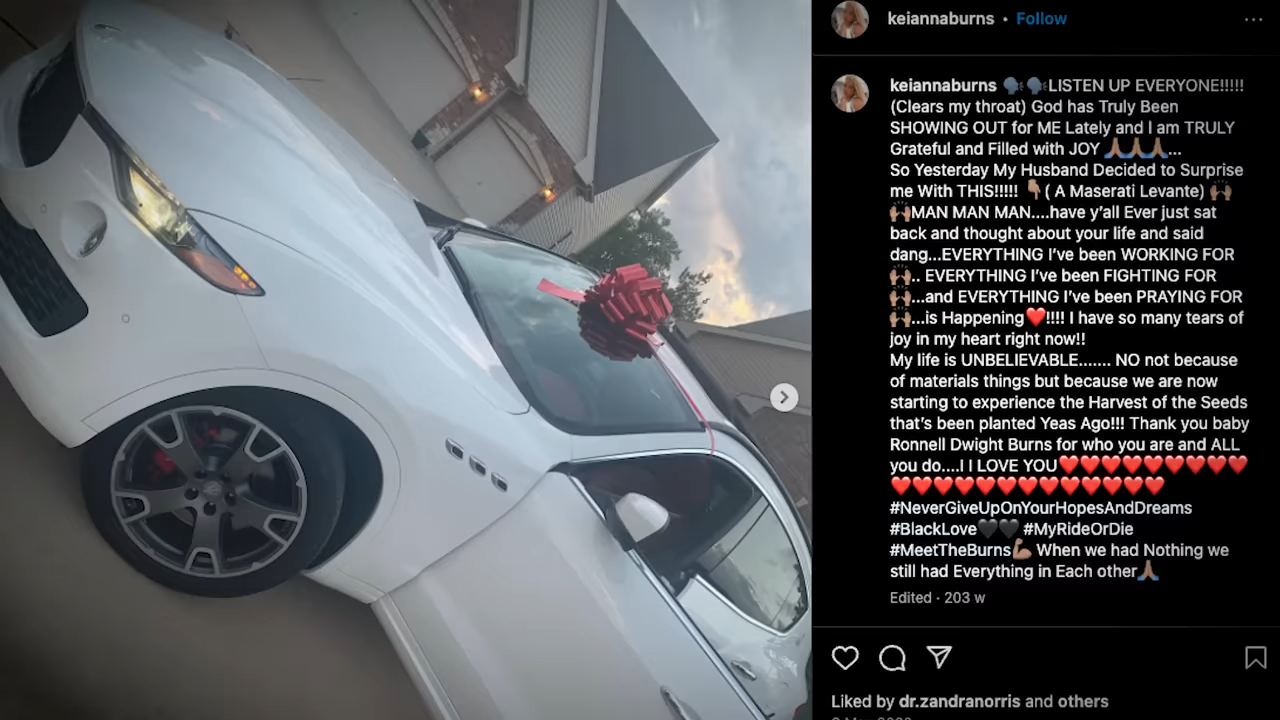 keiannaburns • Follow
keiannaburns 🗣🗣LISTEN UP EVERYONE!!!!!
(Clears my throat) God has Truly Been
SHOWING OUT for ME Lately and I am TRULY
Grateful and Filled with JOY 🙏🏽🙏🏽🙏🏽...
So Yesterday My Husband Decided to Surprise
me With THIS!!!!! 👇🏽( A Maserati Levante) 🙌🏽
🙌🏽MAN MAN MAN....have y'all Ever just sat
back and thought about your life and said
dang...EVERYTHING I've been WORKING FOR
🙌🏽.. EVERYTHING I've been FIGHTING FOR
🙌🏽...and EVERYTHING I've been PRAYING FOR
🙌🏽...is Happening❤️!!!! I have so many tears of
joy in my heart right now!!
My life is UNBELIEVABLE....... NO not because
of materials things but because we are now
starting to experience the Harvest of the Seeds
that's been planted Yeas Ago!!! Thank you baby
Ronnell Dwight Burns for who you are and ALL
you do....I I LOVE YOU❤️❤️❤️❤️❤️❤️❤️❤️❤️
❤️❤️❤️❤️❤️❤️❤️❤️❤️❤️❤️❤️❤️
#NeverGiveUpOnYourHopesAndDreams
#BlackLove🖤🖤 #MyRideOrDie
#MeetTheBurns💪🏽 When we had Nothing we
still had Everything in Each other🙏🏽
Edited · 203 w
Liked by dr.zandranorris and others